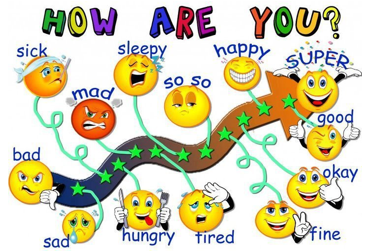 HOW ARE YOU?
sick
sleepy
happy
SUPER
mad
so so
good
bad
okay
sad
hungry
tired
fine